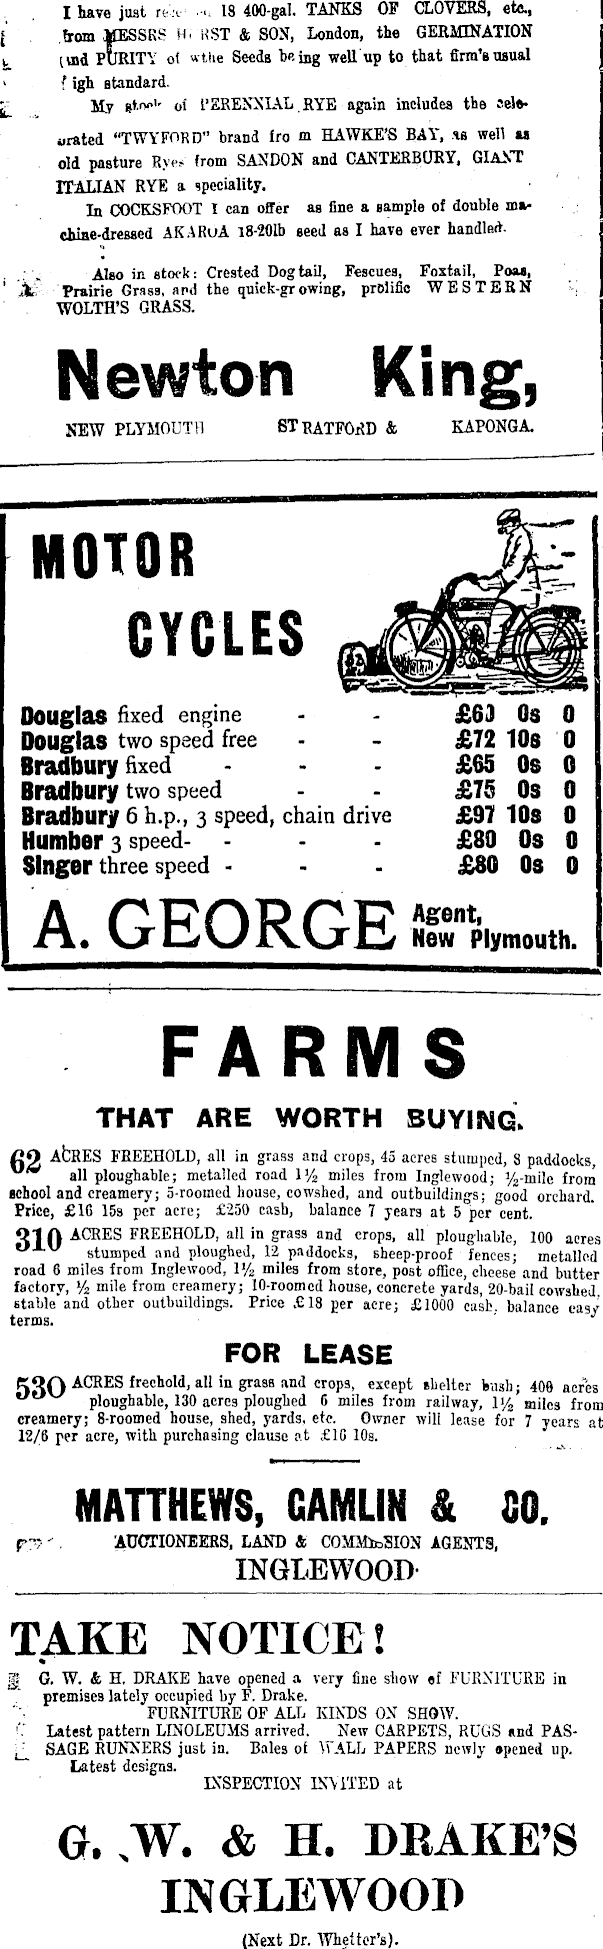 I have just 18 400-gal. TANKS OF CLOVERS, etc.,
from MESSRS HURST & SON, London, the GERMINATION
and PURITY of the Seeds being well up to that firm's usual
high standard.
My stock of PERENNIAL RYE again includes the cele-
brated "TWYFORD" brand fro m HAWKE'S BAY, as well as
old pasture Ryes from SANDON and CANTERBURY, GIANT
ITALIAN RYE a speciality.
In COCKSFOOT I can offer as fine a sample of double ma-
chine-dressed AKAROA 18-20lb seed as I have ever handled.
Also in stock: Crested Dogtail, Fescues, Foxtail, Poas,
Prairie Grass, and the quick-growing, prolific WESTERN
WOLTH'S GRASS.
Newton King,
NEW PLYMOUTH STRATFORD & KAPONGA.
MOTOR
CYCLES
Douglas fixed engine - - £60 0s 0
Douglas two speed free - - £72 10s 0
Bradbury fixed - - - £65 0s 0
Bradbury two speed - - £75 0s 0
Bradbury 6 h.p., 3 speed, chain drive £97 10s 0
Humber 3 speed- - - - £80 0s 0
Singer three speed - - - £80 0s 0
A. GEORGE Agent,
New Plymouth.
FARMS
THAT ARE WORTH BUYING.
62 ACRES FREEHOLD, all in grass and crops, 45 acres stumped, 8 paddocks,
all ploughable; metalled road 1½ miles from Inglewood; ½-mile from
school and creamery; 5-roomed house, cowshed, and outbuildings; good orchard.
Price, £16 15s per acre; £250 cash, balance 7 years at 5 per cent.
310 ACRES FREEHOLD, all in grass and crops, all ploughable, 100 acres
stumped and ploughed, 12 paddocks, sheep-proof fences; metalled
road 6 miles from Inglewood, 1½ miles from store, post office, cheese and butter
factory, ½ mile from creamery; 10-roomed house, concrete yards, 20-bail cowshed,
stable and other outbuildings. Price £18 per acre; £1000 cash, balance easy
terms.
FOR LEASE
530 ACRES freehold, all in grass and crops, except shelter bush; 400 acres
ploughable, 130 acres ploughed 6 miles from railway, 1½ miles from
creamery; 8-roomed house, shed, yards, etc. Owner will lease for 7 years at
12/6 per acre, with purchasing clause at £16 10s.
MATTHEWS, GAMLIN & CO.
AUCTIONEERS, LAND & COMMISSION AGENTS,
INGLEWOOD.
TAKE NOTICE!
G. W. & H. DRAKE have opened a very fine show of FURNITURE in
premises lately occupied by F. Drake.
FURNITURE OF ALL KINDS ON SHOW.
Latest pattern LINOLEUMS arrived. New CARPETS, RUGS and PAS-
SAGE RUNNERS just in. Bales of WALL PAPERS newly opened up.
Latest designs.
INSPECTION INVITED at
G. W. & H. DRAKE'S
INGLEWOOD
(Next Dr. Whetter's).